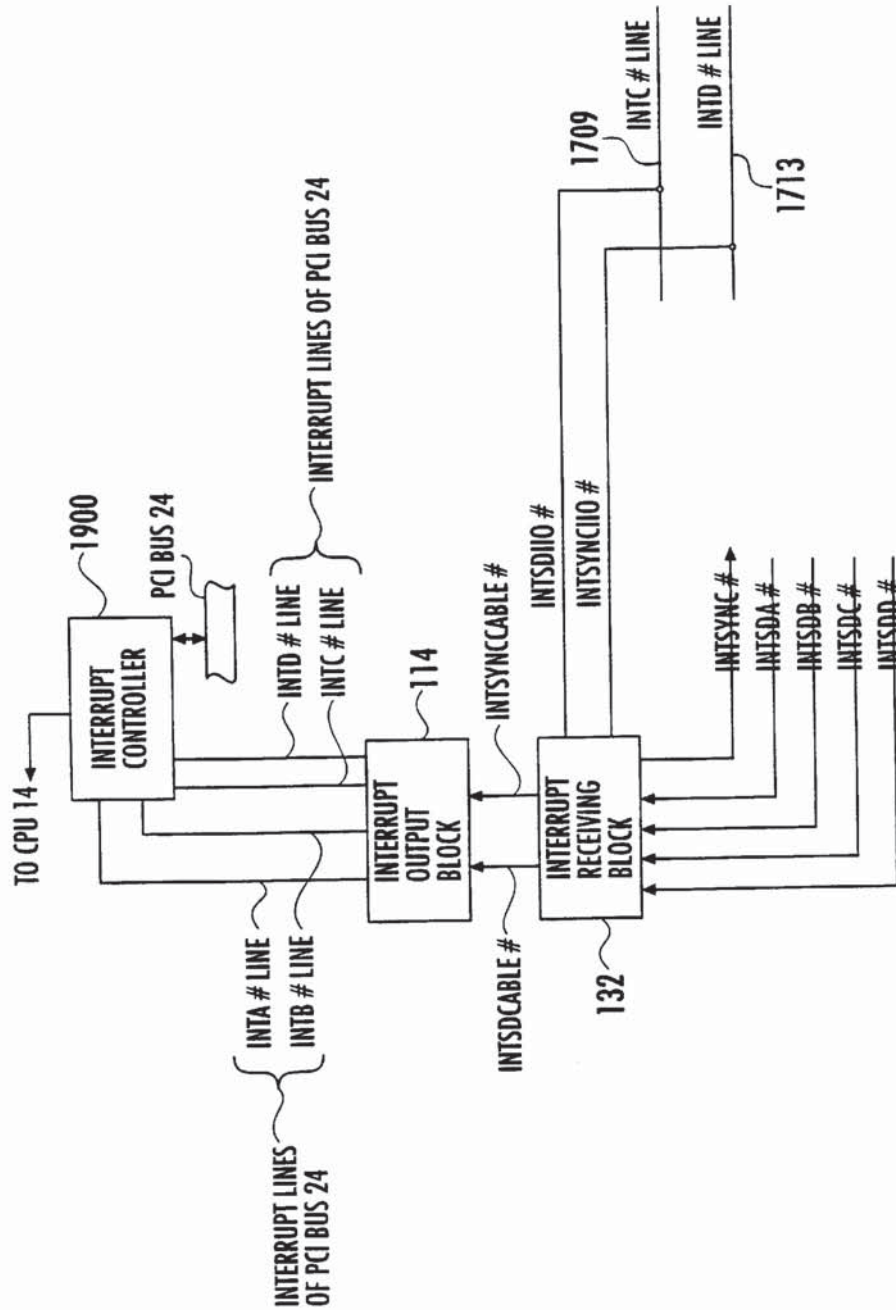 TO CPU 14
INTERRUPT
CONTROLLER
1900
PCI BUS 24
INTERRUPT LINES
OF PCI BUS 24
INTA # LINE
INTB # LINE
INTD # LINE
INTC # LINE
INTERRUPT LINES OF PCI BUS 24
INTERRUPT
OUTPUT
BLOCK
114
INTSDCABLE #
INTSYNCCABLE #
INTERRUPT
RECEIVING
BLOCK
132
INTSDIIO #
INTSYNCIIO #
1709
INTC # LINE
INTD # LINE
1713
INTSYNC #
INTSDA #
INTSDB #
INTSDC #
INTSDD #